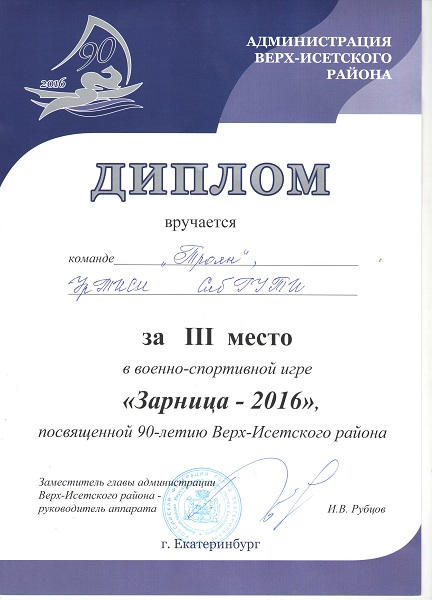 90
2016
АДМИНИСТРАЦИЯ
ВЕРХ-ИСЕТСКОГО
РАЙОНА
ДИПЛОМ
вручается
команде „Троян“,
УрТИСИ СибГУТИ
за III место
в военно-спортивной игре
«Зарница - 2016»,
посвященной 90-летию Верх-Исетского района
Заместитель главы администрации
Верх-Исетского района -
руководитель аппарата И.В. Рубцов
г. Екатеринбург